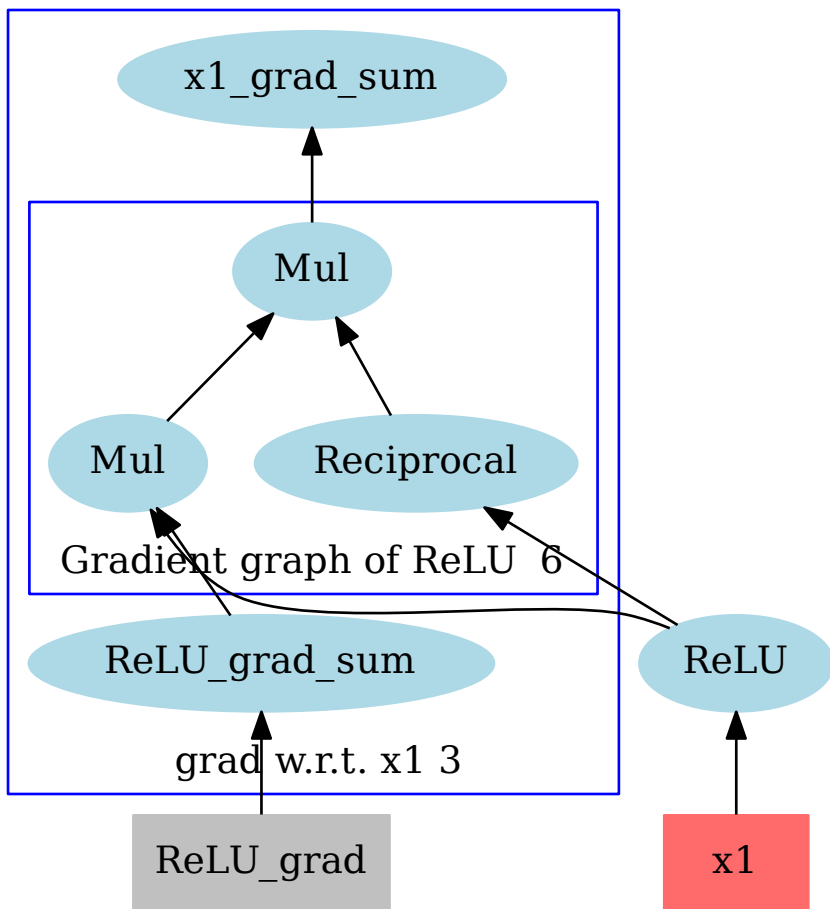 x1_grad_sum
Mul
Mul
Reciprocal
Gradient graph of ReLU  6
ReLU_grad_sum
ReLU
grad w.r.t. x1 3
ReLU_grad
x1